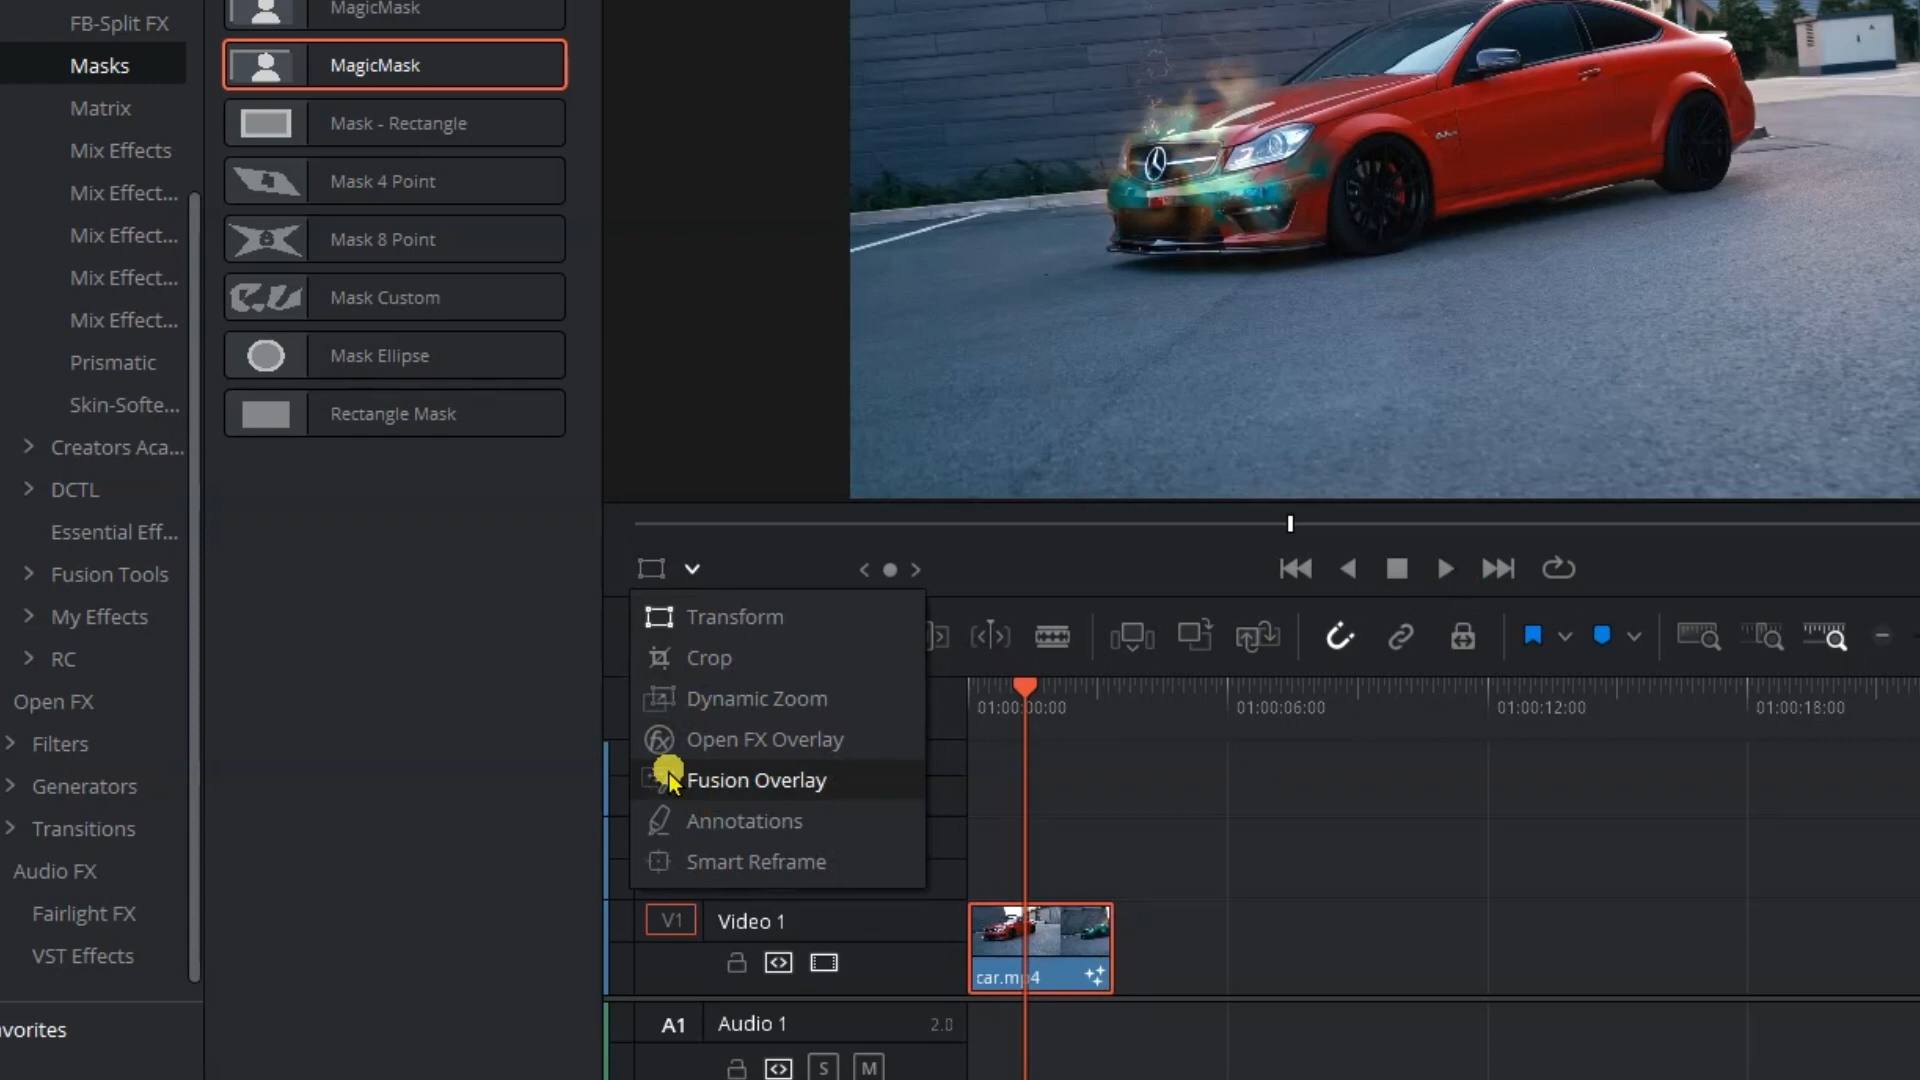 FB-Split FX
Masks
Matrix
Mix Effects
Mix Effect...
Mix Effect...
Mix Effect...
Mix Effect...
Prismatic
Skin-Softe...
Creators Aca...
DCTL
Essential Eff...
Fusion Tools
My Effects
RC
Open FX
Filters
Generators
Transitions
Audio FX
Fairlight FX
VST Effects
avorites
MagicMask
MagicMask
Mask - Rectangle
Mask 4 Point
Mask 8 Point
Mask Custom
Mask Ellipse
Rectangle Mask
Transform
Crop
Dynamic Zoom
Open FX Overlay
Fusion Overlay
Annotations
Smart Reframe
01:00:00:00
01:00:06:00
01:00:12:00
01:00:18:00
V1 Video 1
car.mp4
A1 Audio 1 2.0
S M